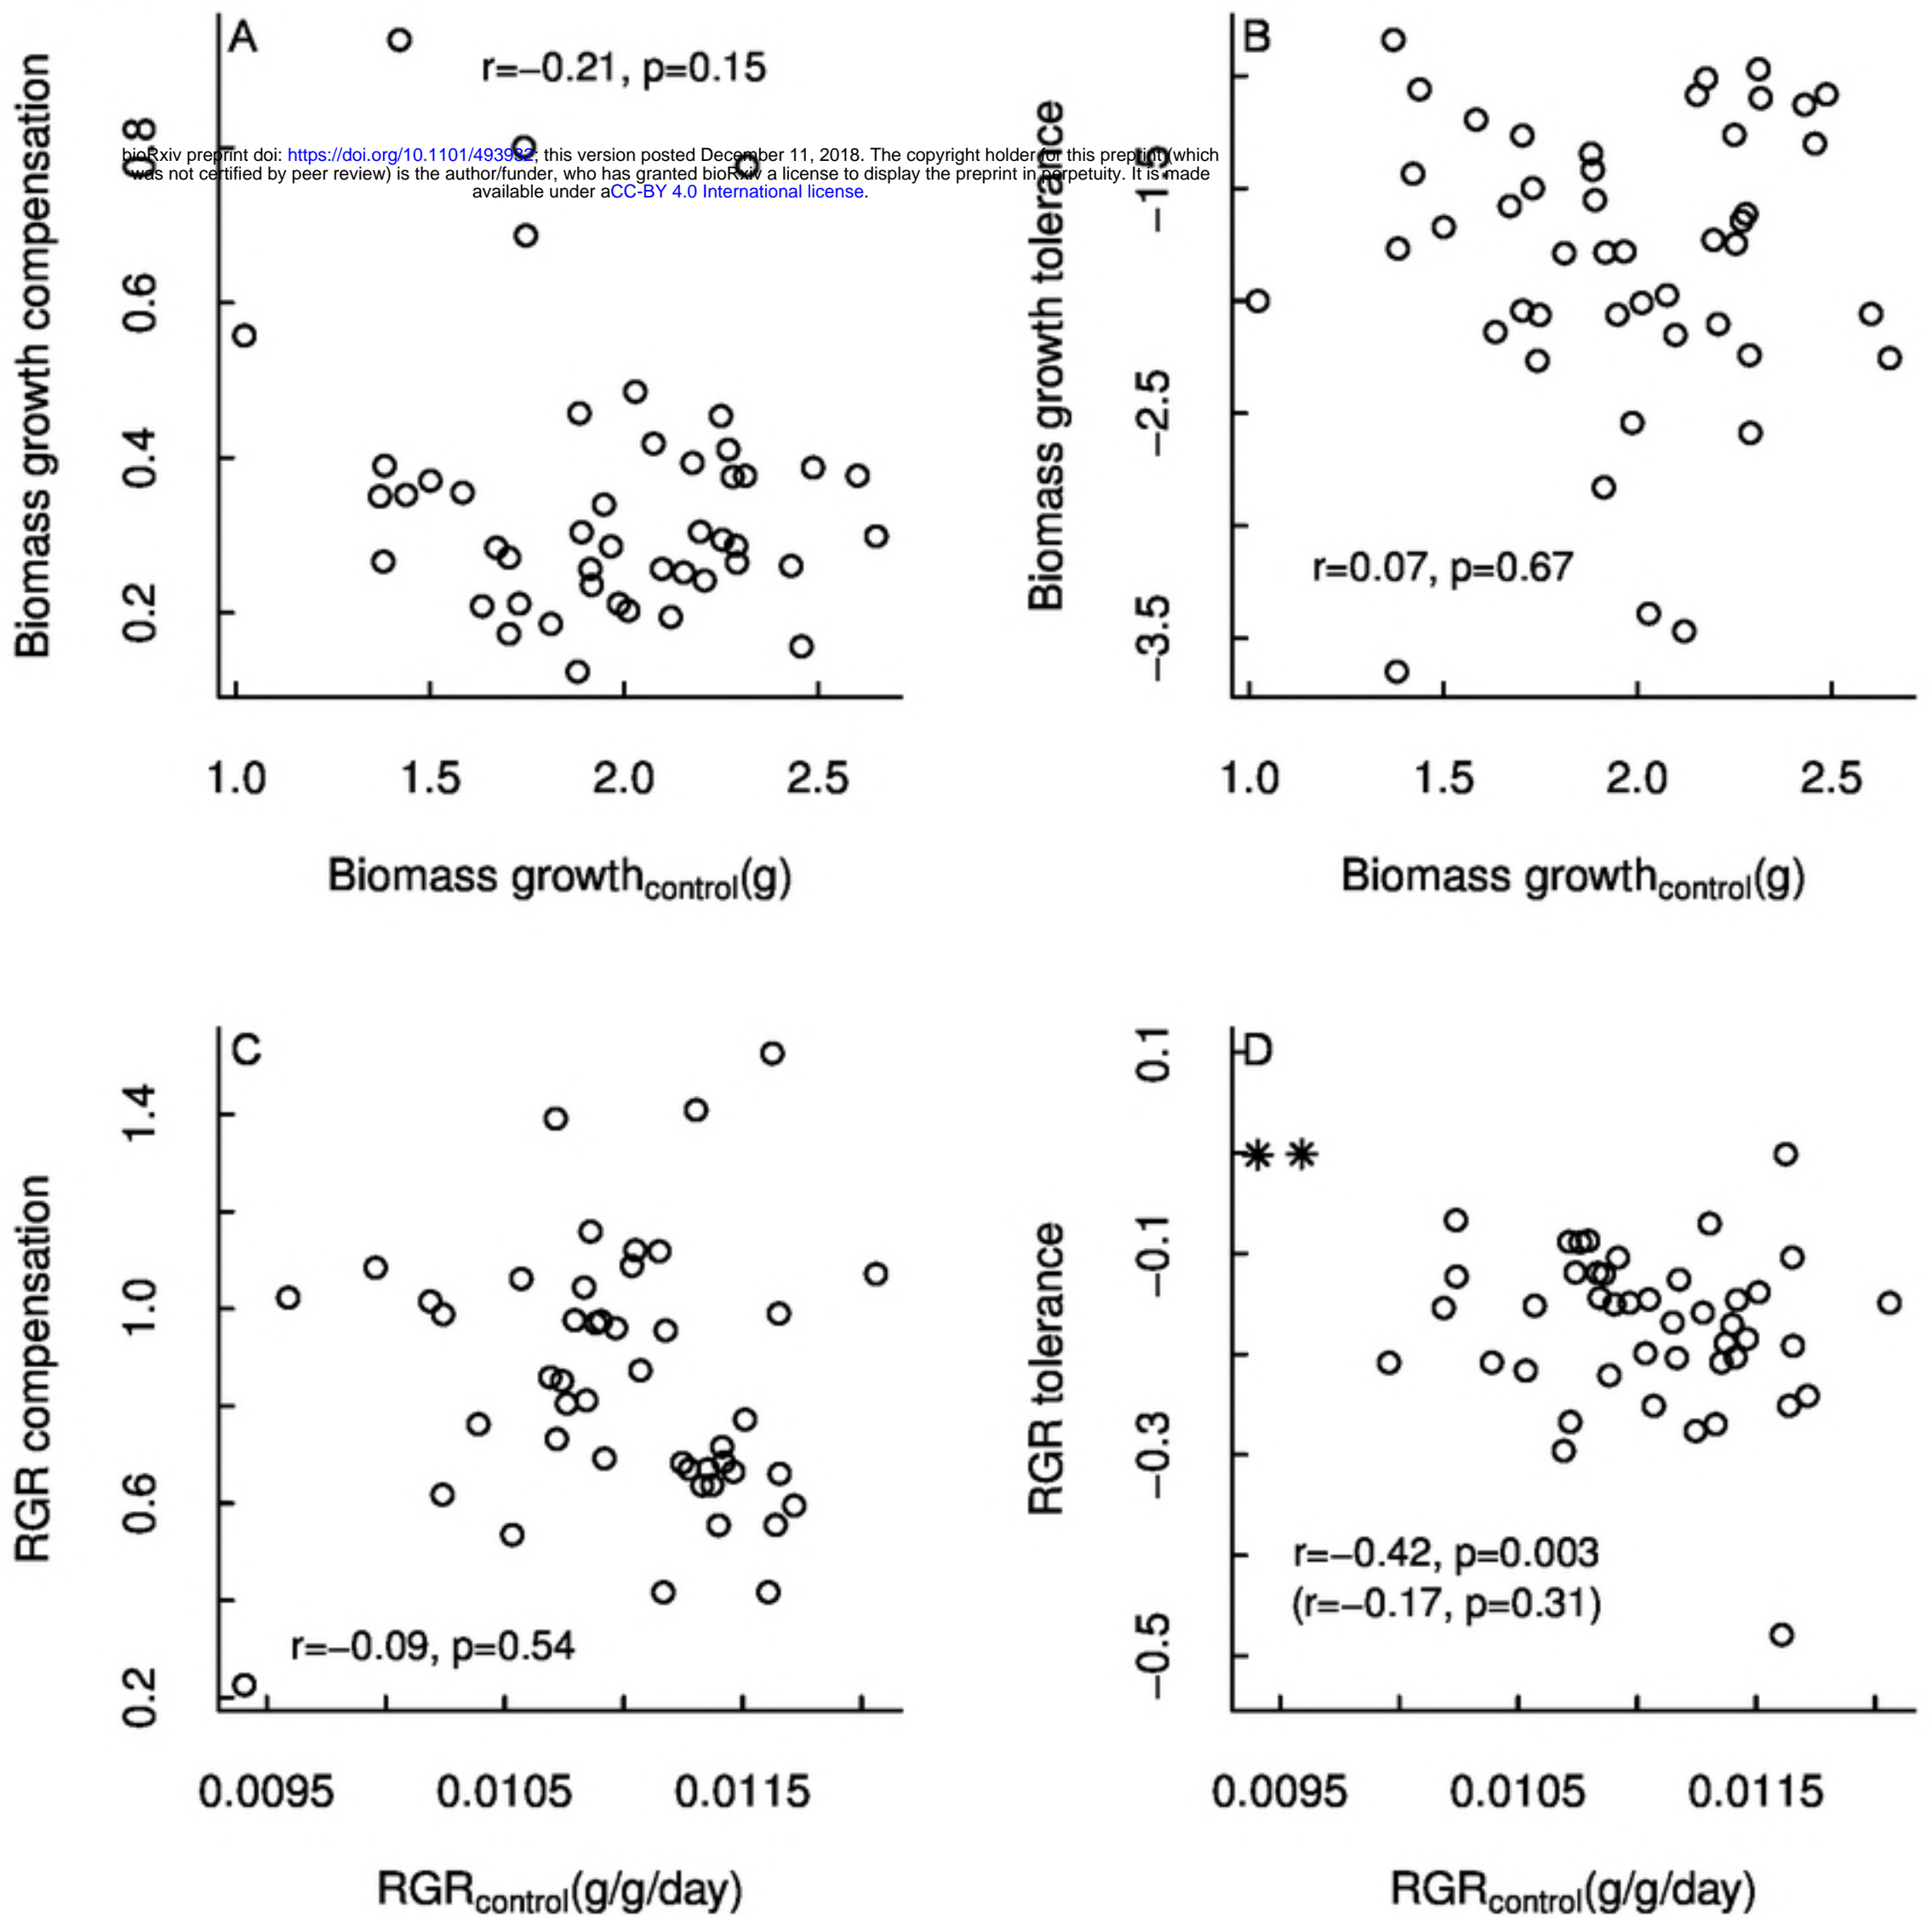 A
r=−0.21, p=0.15
Biomass growth compensation
0.8
0.6
0.4
0.2
1.0 1.5 2.0 2.5
Biomass growthcontrol(g)
B
r=0.07, p=0.67
Biomass growth tolerance
−1.5
−2.5
−3.5
1.0 1.5 2.0 2.5
Biomass growthcontrol(g)
bioRxiv preprint doi: https://doi.org/10.1101/493982; this version posted December 11, 2018. The copyright holder for this preprint (which
was not certified by peer review) is the author/funder, who has granted bioRxiv a license to display the preprint in perpetuity. It is made
available under aCC-BY 4.0 International license.
C
RGR compensation
1.4
1.0
0.6
0.2
r=−0.09, p=0.54
0.0095 0.0105 0.0115
RGRcontrol(g/g/day)
D
RGR tolerance
0.1
−0.1
−0.3
−0.5
r=−0.42, p=0.003
(r=−0.17, p=0.31)
0.0095 0.0105 0.0115
RGRcontrol(g/g/day)